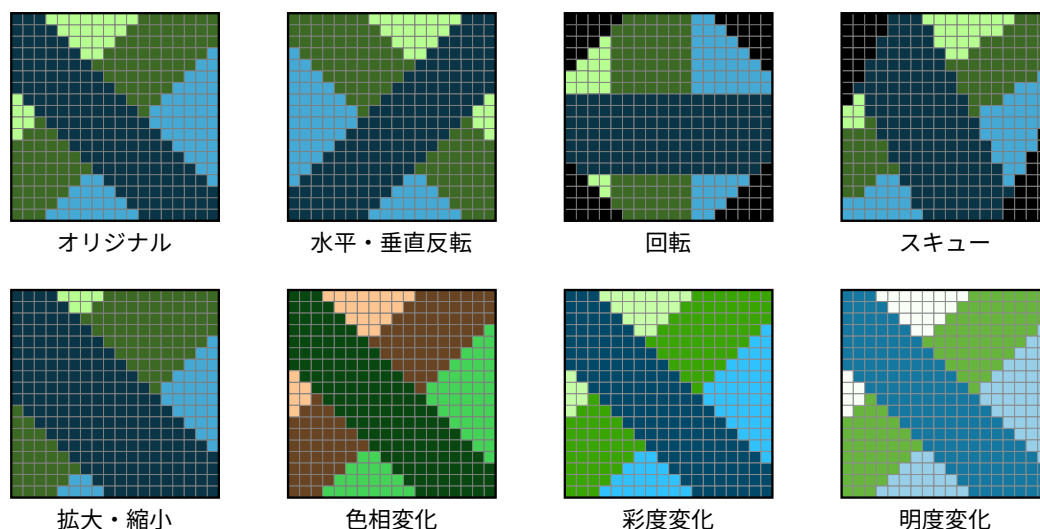 オリジナル
水平・垂直反転
回転
スキュー
拡大・縮小
色相変化
彩度変化
明度変化